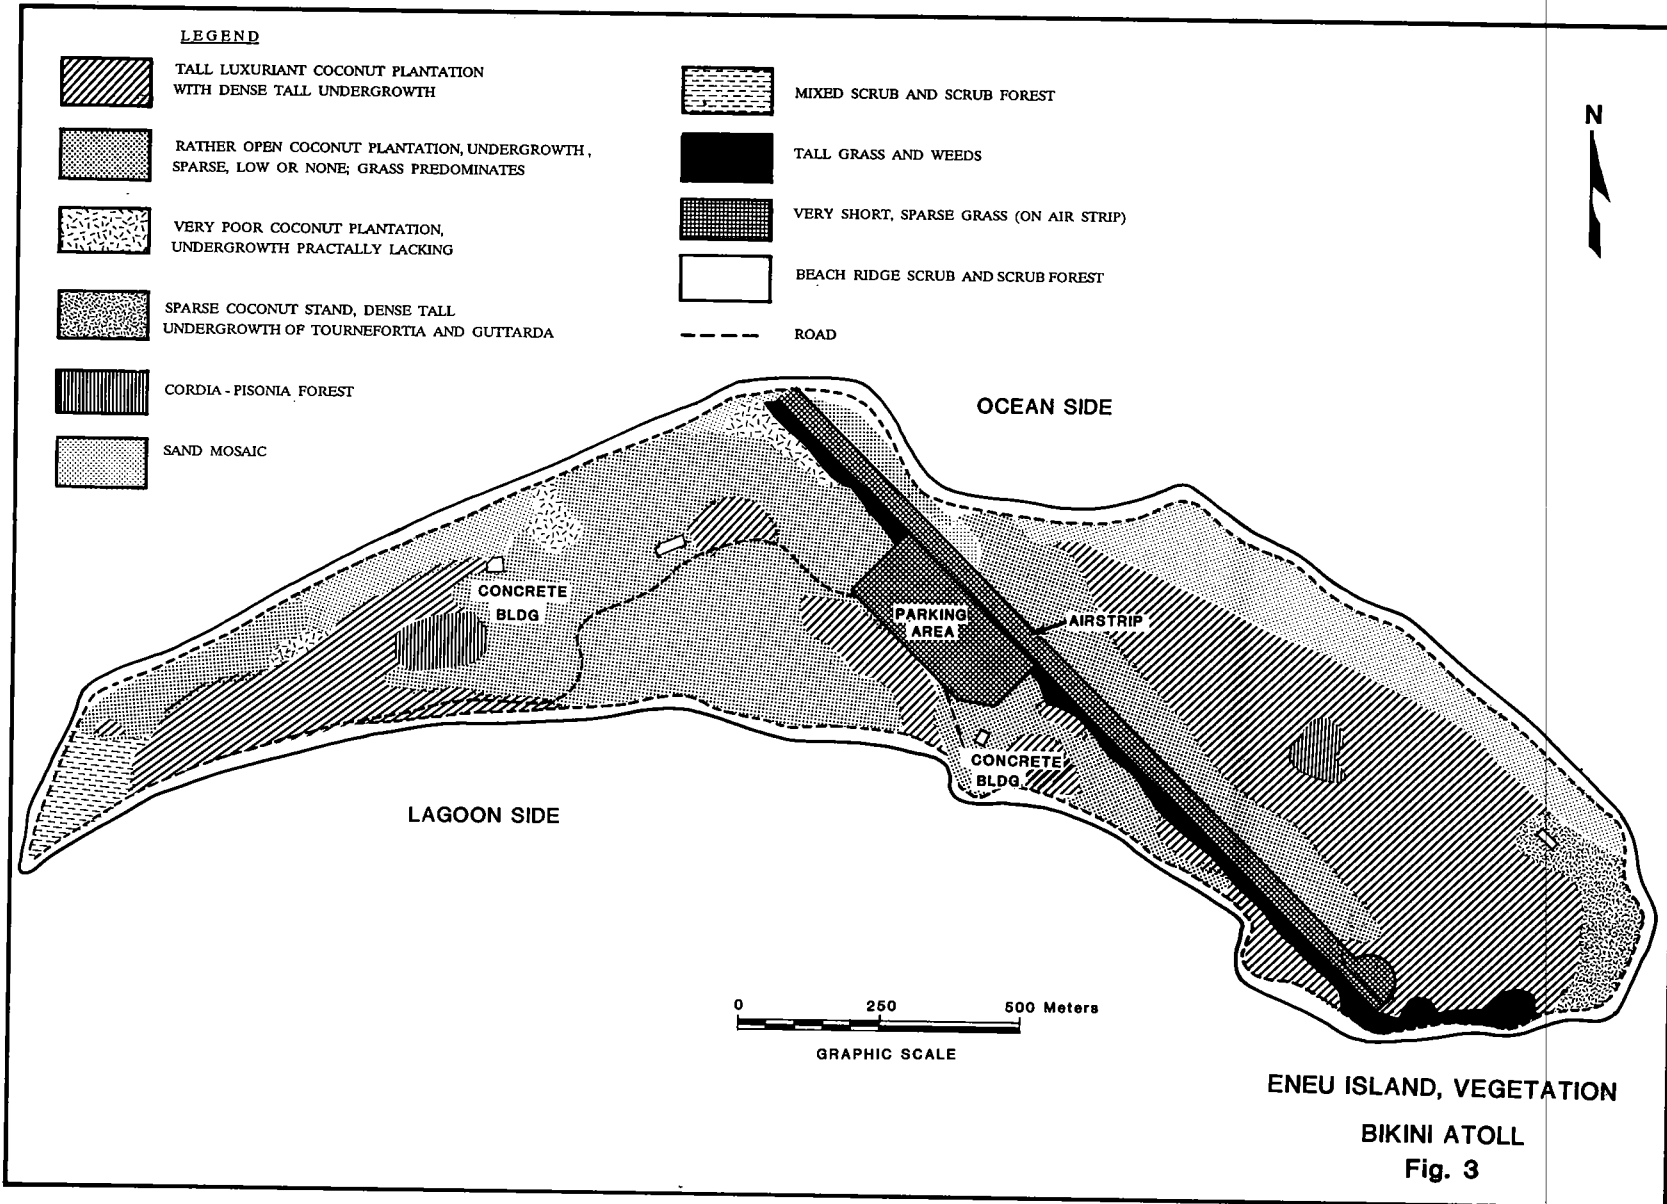 LEGEND
TALL LUXURIANT COCONUT PLANTATION
WITH DENSE TALL UNDERGROWTH
RATHER OPEN COCONUT PLANTATION, UNDERGROWTH,
SPARSE, LOW OR NONE; GRASS PREDOMINATES
VERY POOR COCONUT PLANTATION,
UNDERGROWTH PRACTALLY LACKING
SPARSE COCONUT STAND, DENSE TALL
UNDERGROWTH OF TOURNEFORTIA AND GUTTARDA
CORDIA - PISONIA FOREST
SAND MOSAIC
MIXED SCRUB AND SCRUB FOREST
TALL GRASS AND WEEDS
VERY SHORT, SPARSE GRASS (ON AIR STRIP)
BEACH RIDGE SCRUB AND SCRUB FOREST
ROAD
N
OCEAN SIDE
CONCRETE
BLDG
PARKING
AREA
AIRSTRIP
CONCRETE
BLDG.
LAGOON SIDE
0 250 500 Meters
GRAPHIC SCALE
ENEU ISLAND, VEGETATION
BIKINI ATOLL
Fig. 3